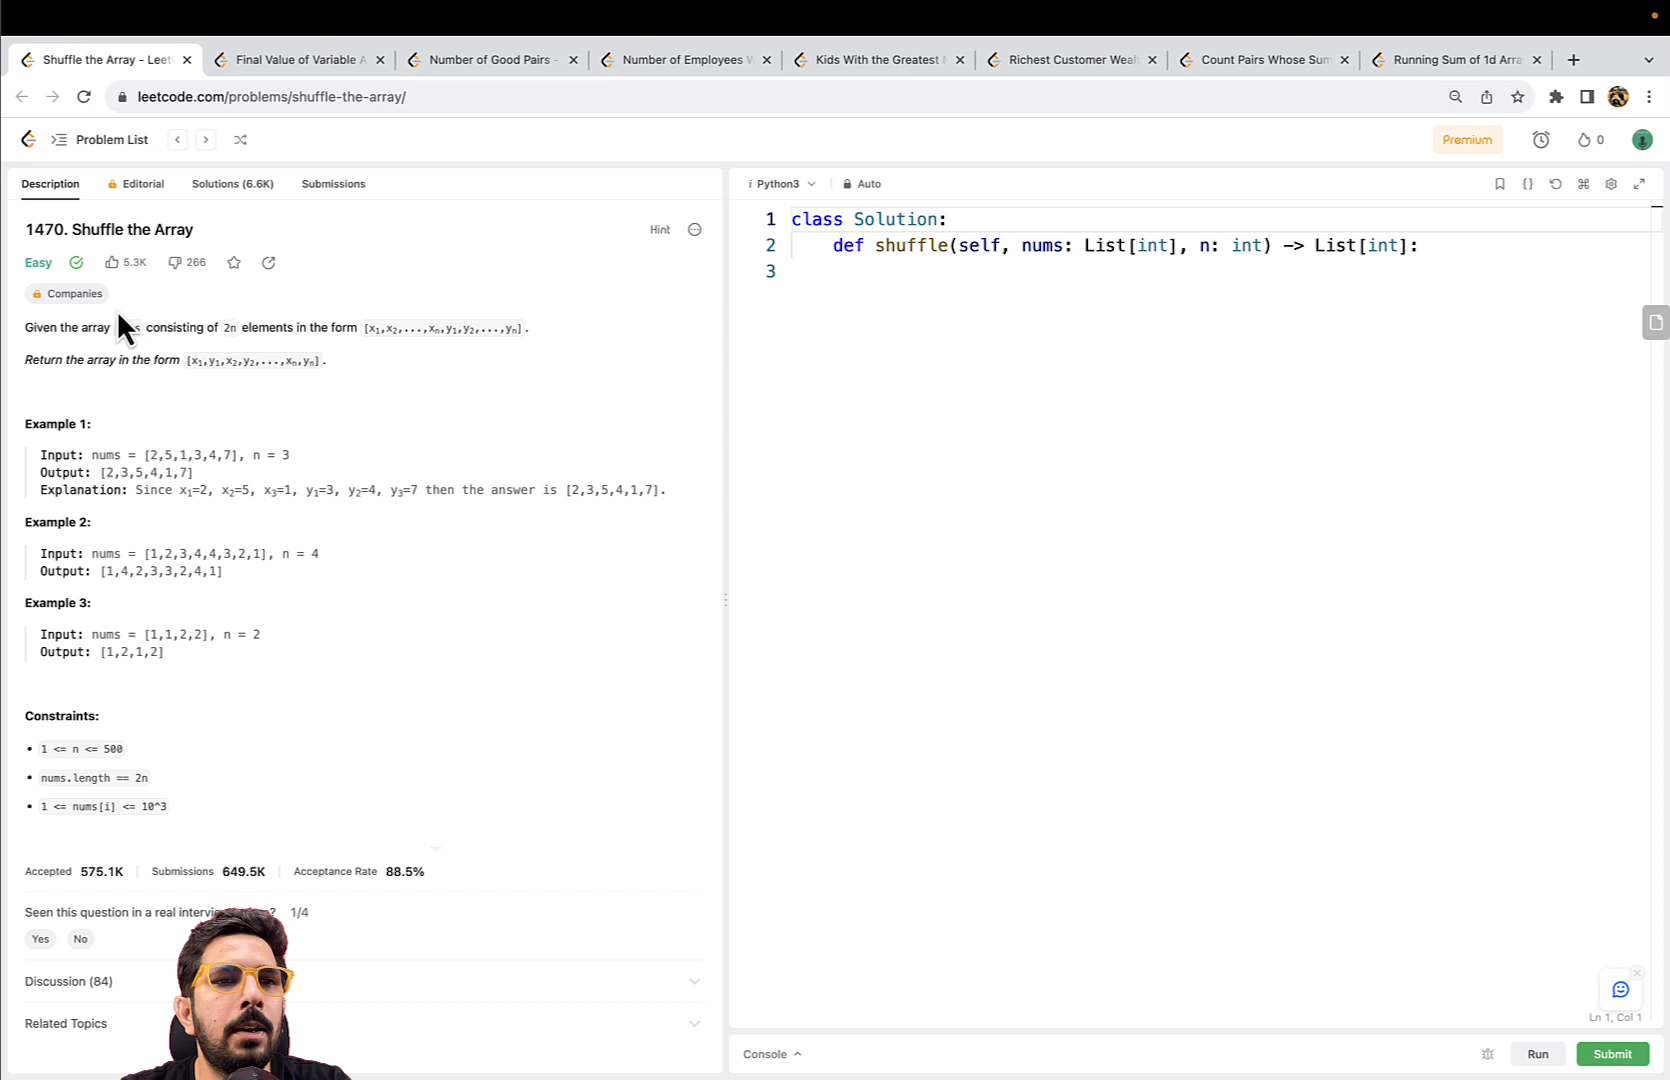 Shuffle the Array - Leet
Final Value of Variable A
Number of Good Pairs -
Number of Employees W
Kids With the Greatest
Richest Customer Weal
Count Pairs Whose Sum
Running Sum of 1d Arra
leetcode.com/problems/shuffle-the-array/
Problem List
Premium
0
Description
Editorial
Solutions (6.6K)
Submissions
1470. Shuffle the Array
Hint
Easy
5.3K
266
Companies
Given the array consisting of 2n elements in the form [x₁,x₂,...,xₙ,y₁,y₂,...,yₙ].
Return the array in the form [x₁,y₁,x₂,y₂,...,xₙ,yₙ].
Example 1:
Input: nums = [2,5,1,3,4,7], n = 3
Output: [2,3,5,4,1,7]
Explanation: Since x₁=2, x₂=5, x₃=1, y₁=3, y₂=4, y₃=7 then the answer is [2,3,5,4,1,7].
Example 2:
Input: nums = [1,2,3,4,4,3,2,1], n = 4
Output: [1,4,2,3,3,2,4,1]
Example 3:
Input: nums = [1,1,2,2], n = 2
Output: [1,2,1,2]
Constraints:
• 1 <= n <= 500
• nums.length == 2n
• 1 <= nums[i] <= 10^3
Accepted 575.1K
Submissions 649.5K
Acceptance Rate 88.5%
Seen this question in a real ?
1/4
Yes
No
Discussion (84)
Related Topics
i Python3
Auto
1 class Solution:
2 def shuffle(self, nums: List[int], n: int) -> List[int]:
3
Ln 1, Col 1
Console
Run
Submit